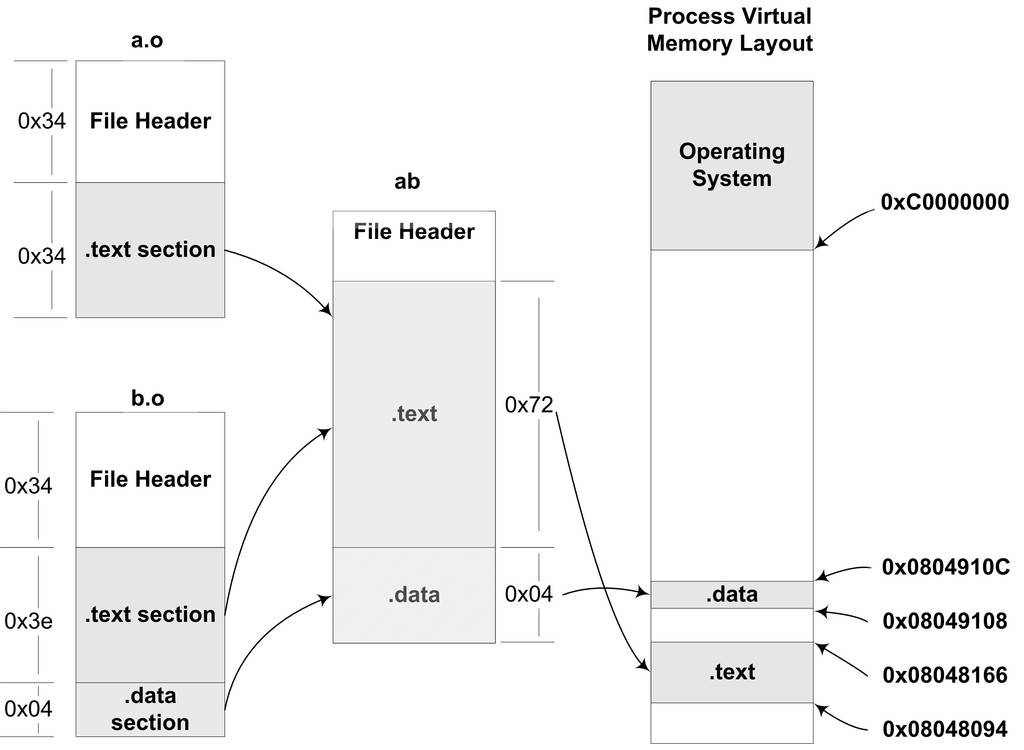 Process Virtual
Memory Layout
a.o
0x34
File Header
0x34
.text section
b.o
0x34
File Header
0x3e
.text section
0x04
.data
section
ab
File Header
.text
0x72
.data
0x04
Operating
System
0xC0000000
0x0804910C
.data
0x08049108
0x08048166
.text
0x08048094